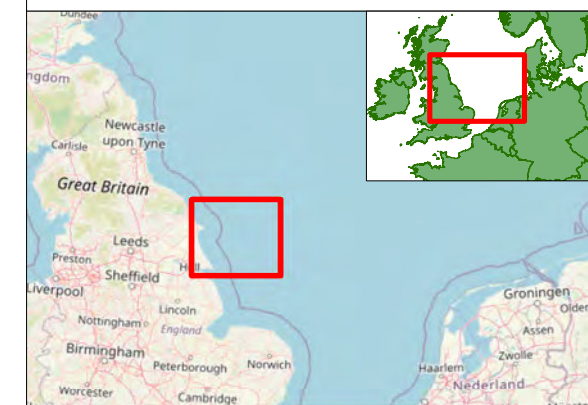 Dundee
ngdom
Newcastle
upon Tyne
Carlisle
Great Britain
Leeds
Preston
Hull
Sheffield
Liverpool
Lincoln
Nottingham
England
Birmingham
Peterborough
Norwich
Worcester
Cambridge
Groningen
Assen
Zwolle
Haarlem
Nederland